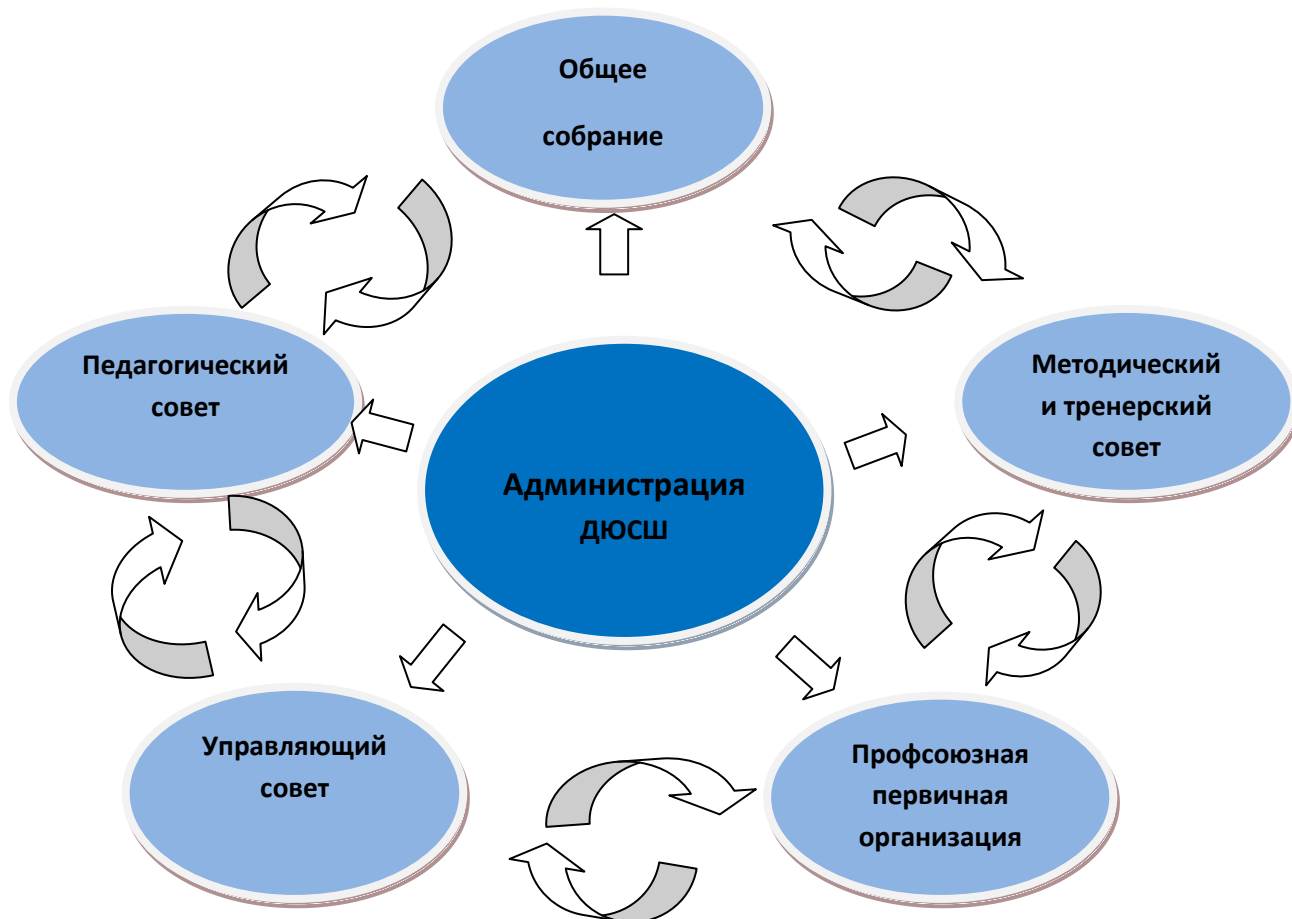 Общее
собрание
Педагогический
совет
Методический
и тренерский
совет
Администрация
ДЮСШ
Управляющий
совет
Профсоюзная
первичная
организация